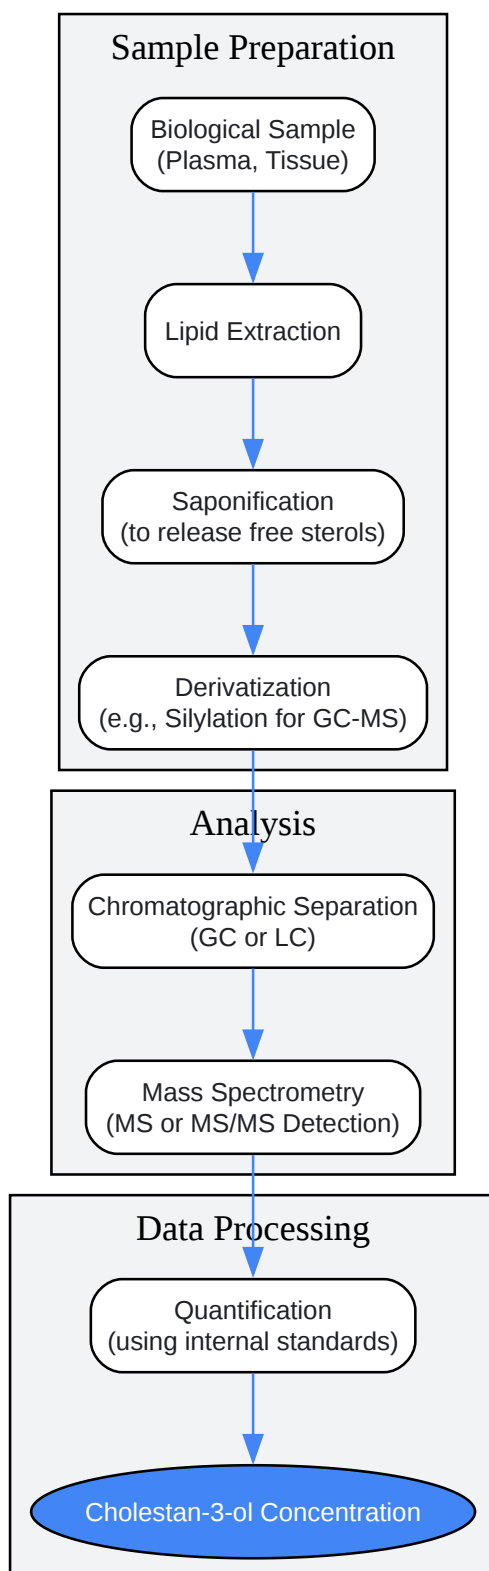 Sample Preparation
Biological Sample
(Plasma, Tissue)
Lipid Extraction
Saponification
(to release free sterols)
Derivatization
(e.g., Silylation for GC-MS)
Analysis
Chromatographic Separation
(GC or LC)
Mass Spectrometry
(MS or MS/MS Detection)
Data Processing
Quantification
(using internal standards)
Cholestan-3-ol Concentration